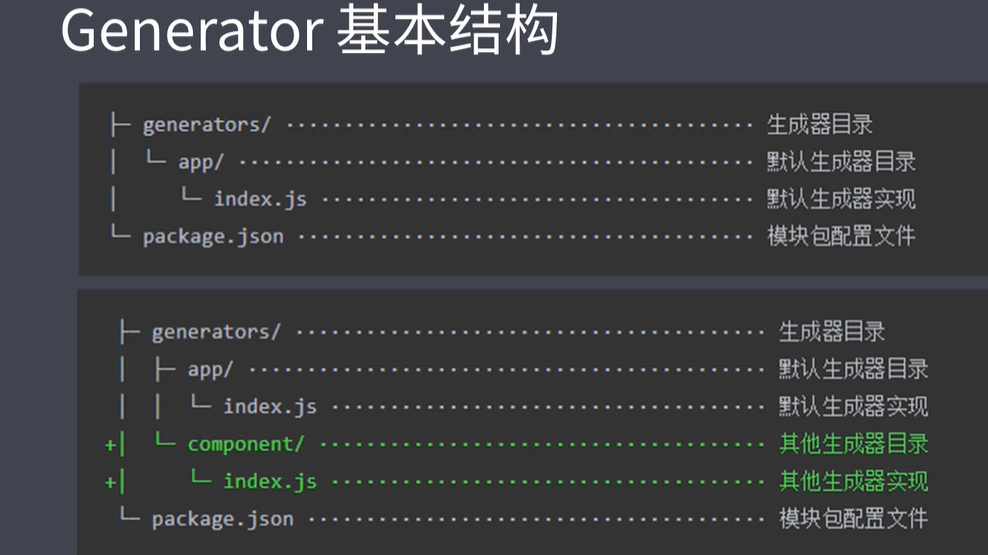 Generator 基本结构
├─ generators/ ········································ 生成器目录
│  └─ app/ ············································ 默认生成器目录
│     └─ index.js ····································· 默认生成器实现
└─ package.json ······································· 模块包配置文件
├─ generators/ ········································ 生成器目录
│  ├─ app/ ············································ 默认生成器目录
│  │  └─ index.js ····································· 默认生成器实现
+│  └─ component/ ······································ 其他生成器目录
+│     └─ index.js ····································· 其他生成器实现
└─ package.json ······································· 模块包配置文件